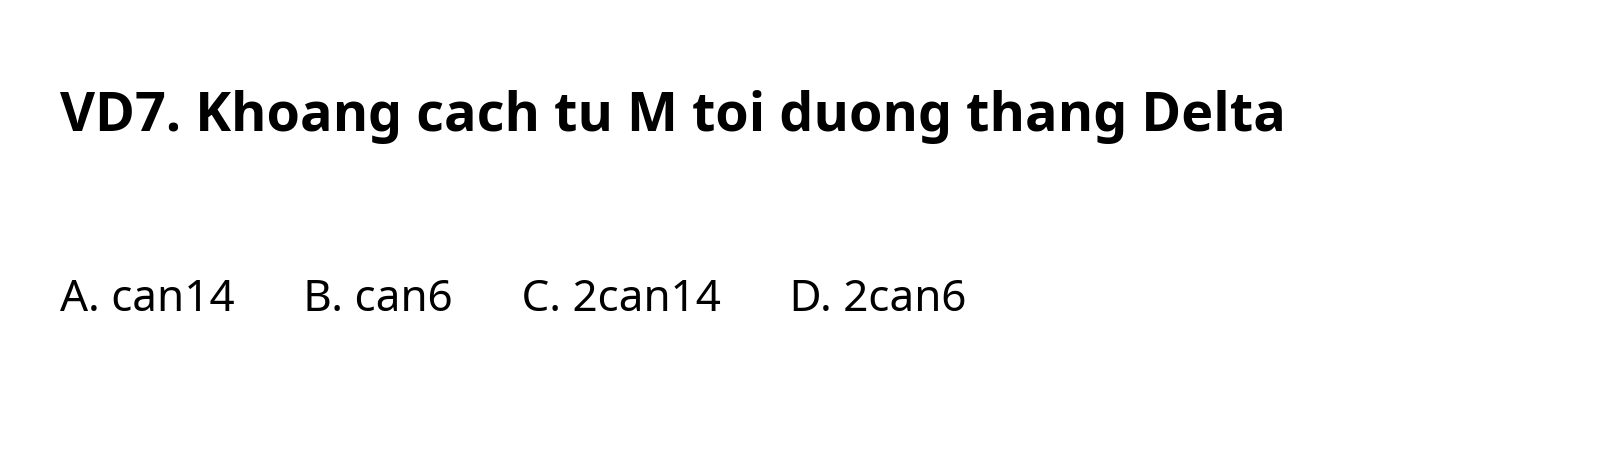 VD7. Khoang cach tu M toi duong thang Delta
A. can14 B. can6 C. 2can14 D. 2can6